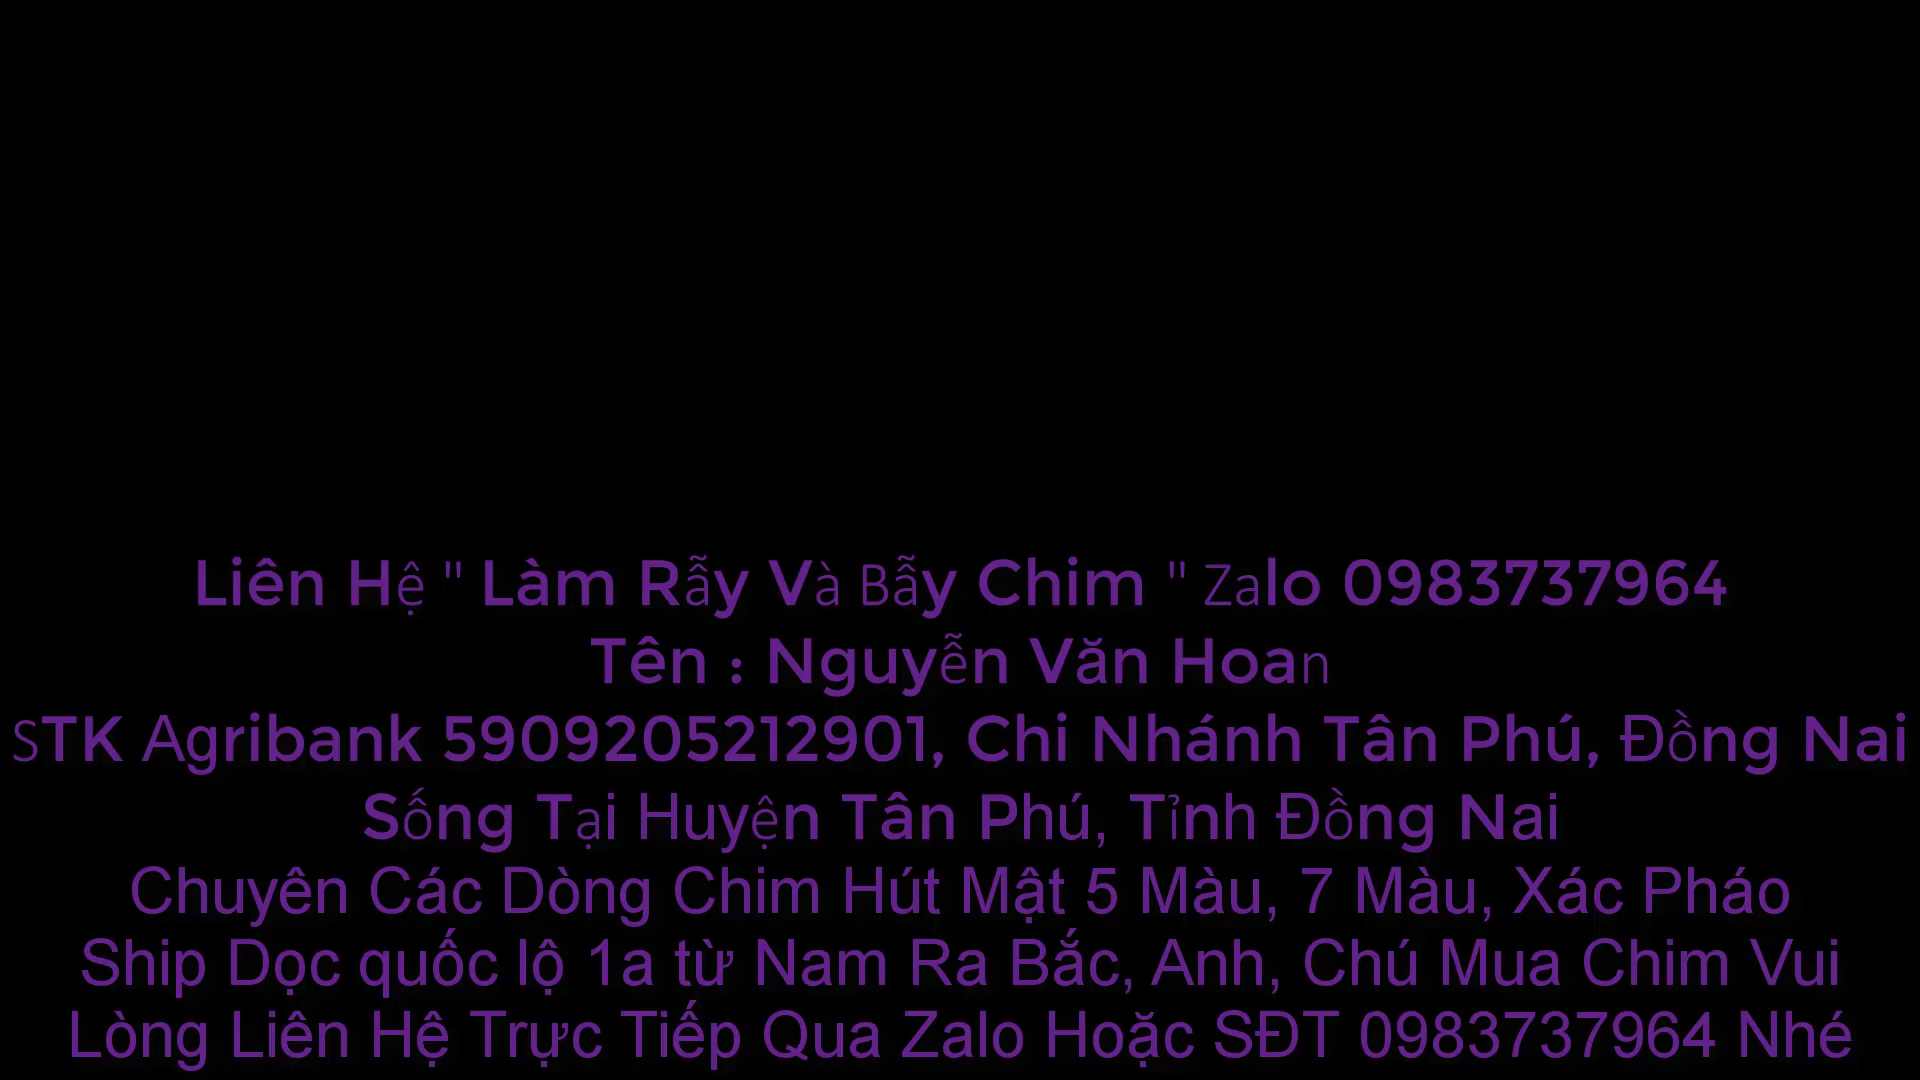 Liên Hệ " Làm Rẫy Và Bẫy Chim " Zalo 0983737964
Tên : Nguyễn Văn Hoan
STK Agribank 5909205212901, Chi Nhánh Tân Phú, Đồng Nai
Sống Tại Huyện Tân Phú, Tỉnh Đồng Nai
Chuyên Các Dòng Chim Hút Mật 5 Màu, 7 Màu, Xác Pháo
Ship Dọc quốc lộ 1a từ Nam Ra Bắc, Anh, Chú Mua Chim Vui
Lòng Liên Hệ Trực Tiếp Qua Zalo Hoặc SĐT 0983737964 Nhé